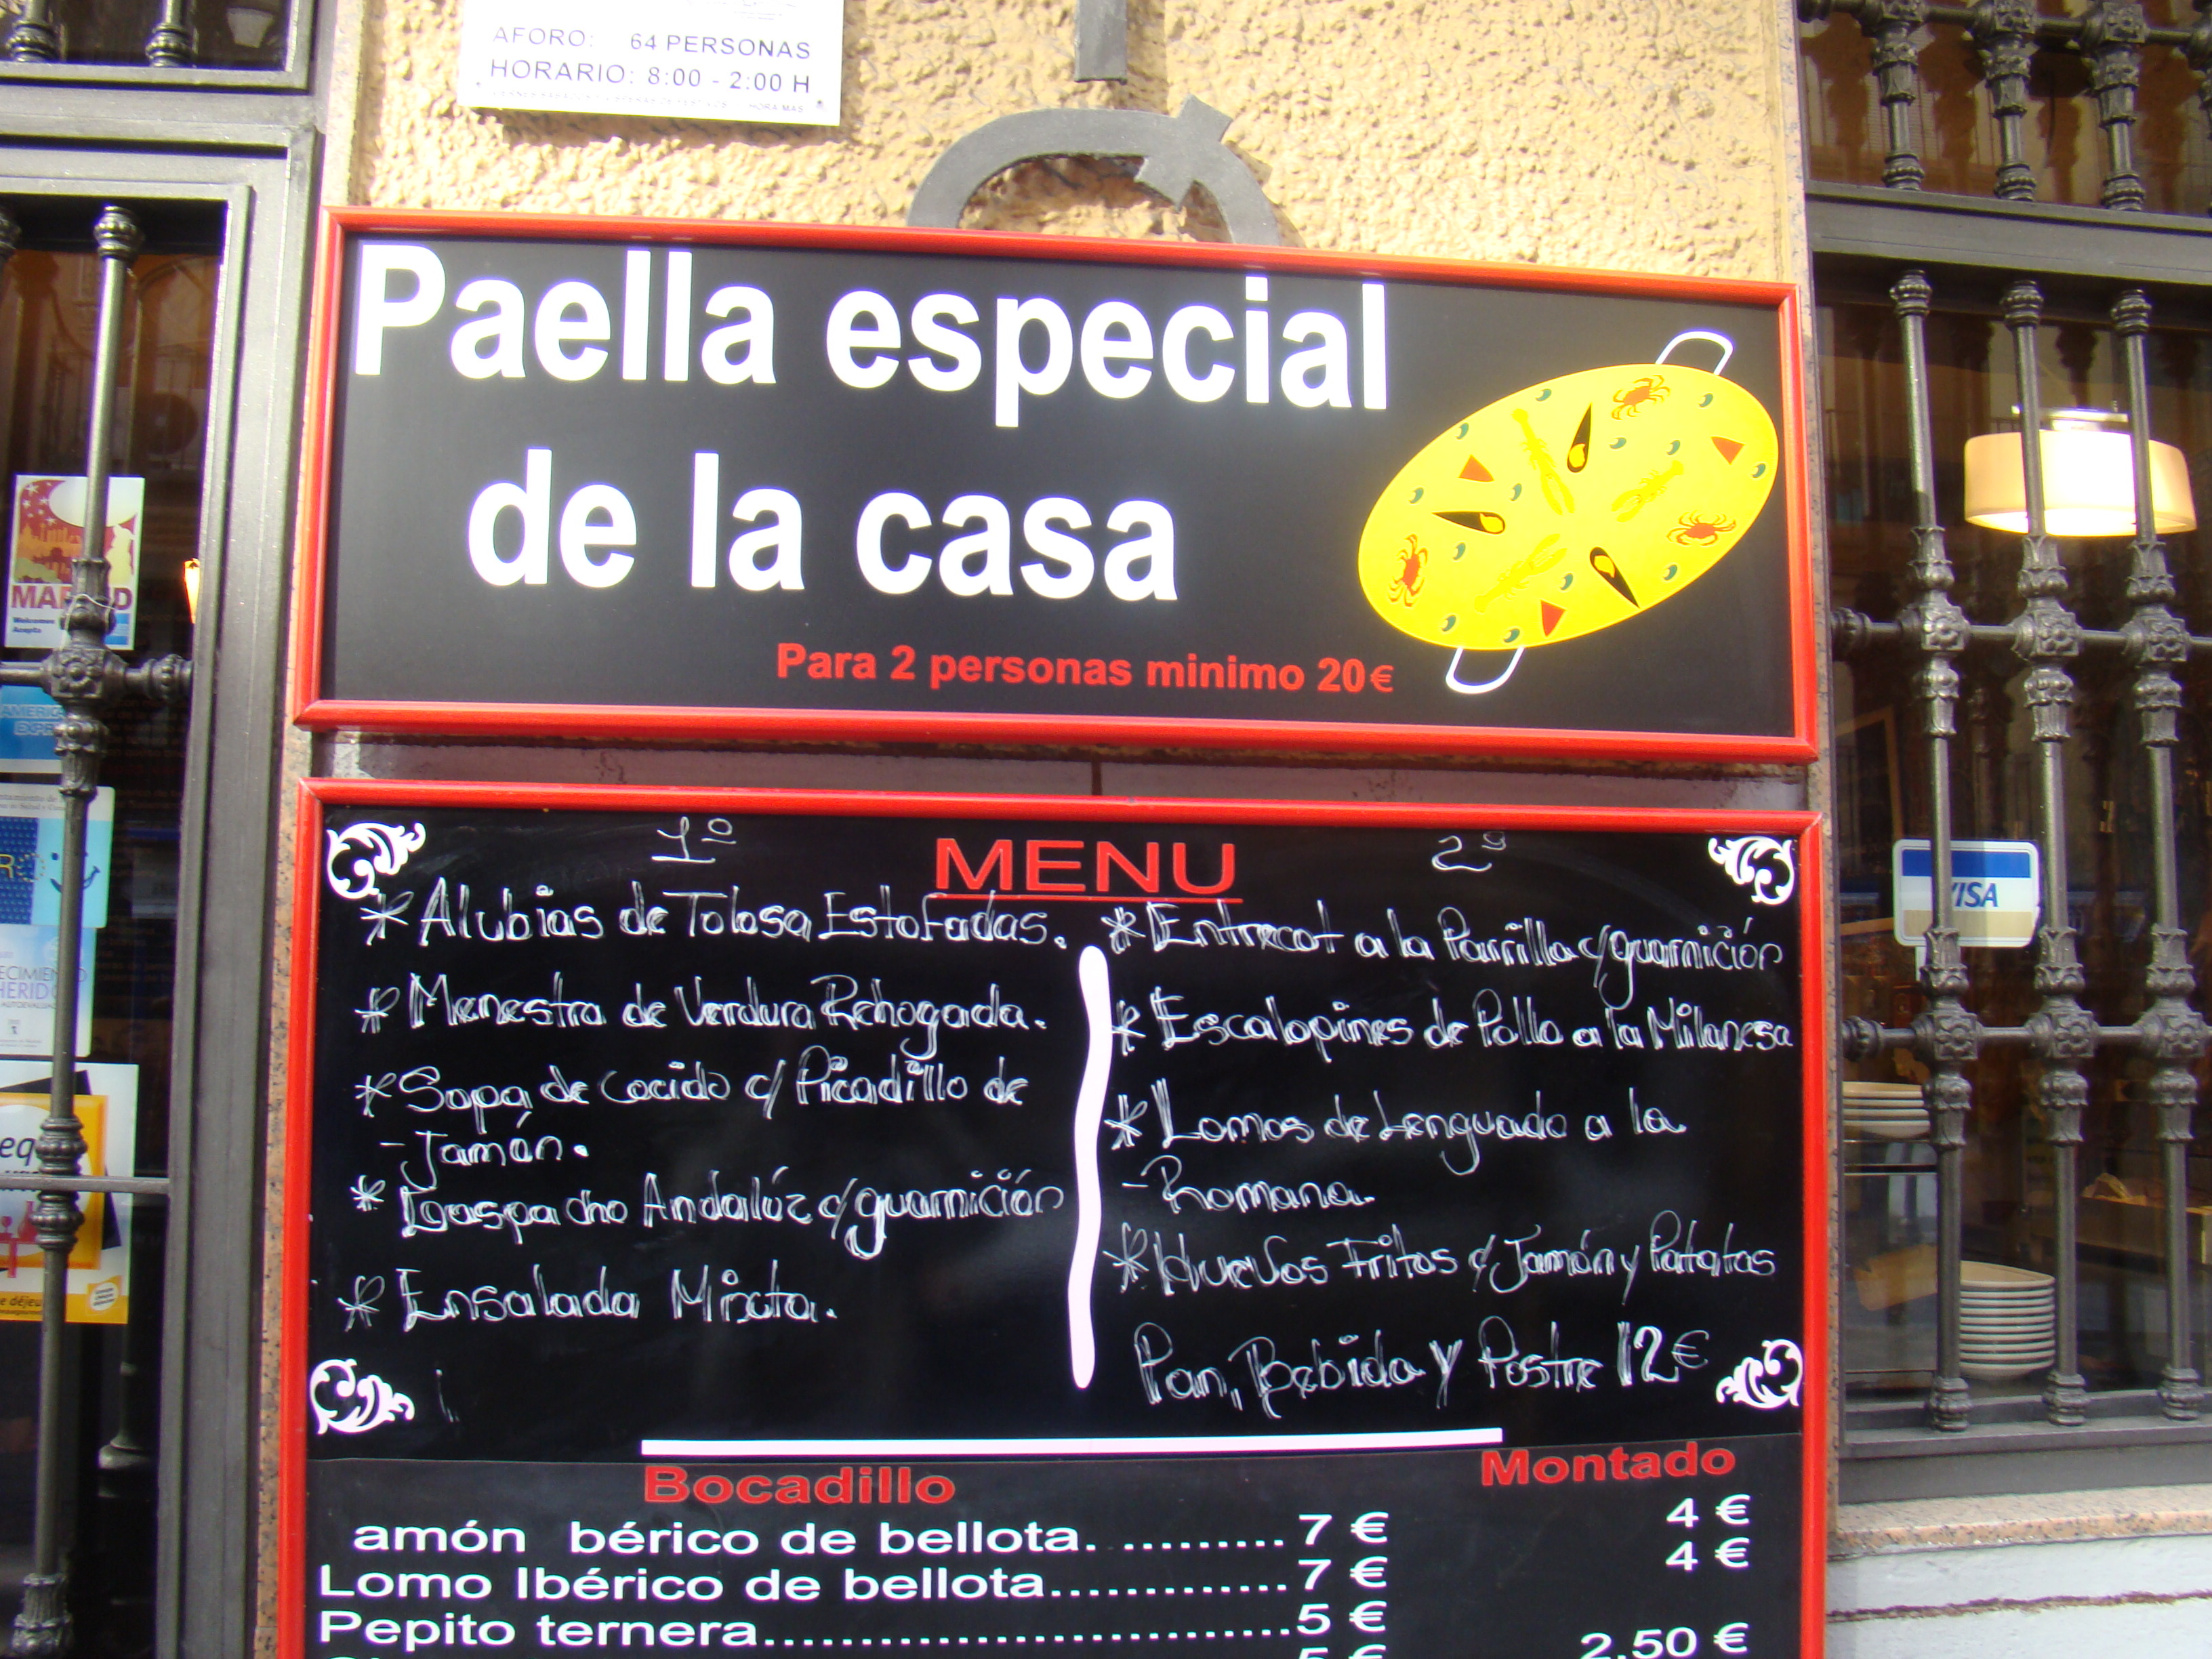 AFORO: 64 PERSONAS
HORARIO: 8:00 - 2:00 H
Paella especial
de la casa
Para 2 personas minimo 20€
MENU
1º
* Alubias de Tolosa Estofadas.
* Menestra de Verdura Rehogada.
* Sopa de Cocido c/ Picadillo de
- Jamón.
* Gaspacho Andalúz c/ guarnición
* Ensalada Mixta.
2º
* Entrecot a la Parrilla c/ guarnición
* Escalopines de Pollo a la Milanesa
* Lomos de Lenguado a la
- Romana.
* Huevos Fritos c/ Jamón y Patatas
Pan, Bebida y Postre 12€
Bocadillo Montado
amón bérico de bellota. .......... 7 € 4 €
Lomo Ibérico de bellota............. 7 € 4 €
Pepito ternera............................ 5 € 2,50 €
VISA